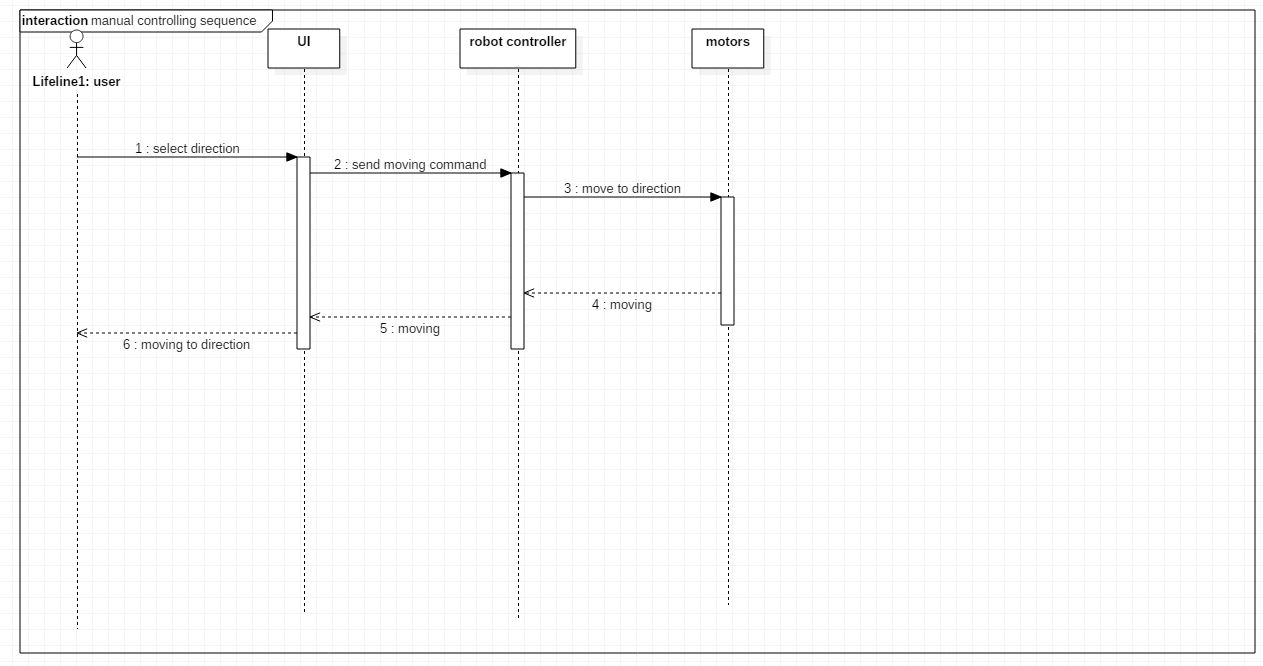 interaction manual controlling sequence
UI
robot controller
motors
Lifeline1: user
1 : select direction
2 : send moving command
3 : move to direction
4 : moving
5 : moving
6 : moving to direction